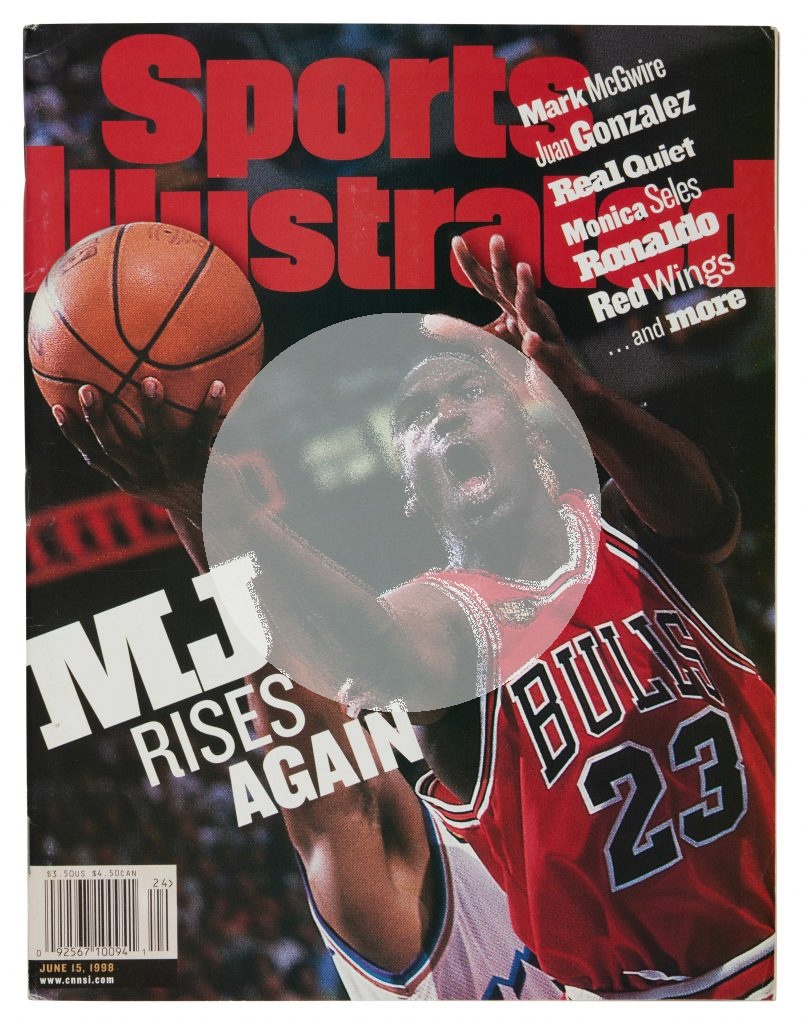 Sports
Illustrated
Mark McGwire
Juan Gonzalez
Real Quiet
Monica Seles
Ronaldo
Red Wings
...and more
MJ
RISES
AGAIN
BULLS
23
$3.50US $4.50CAN
24>
0 92567 10094 1
JUNE 15, 1998
www.cnnsi.com